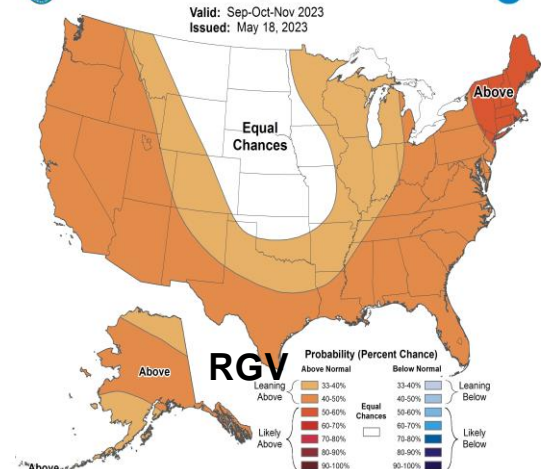 Valid: Sep-Oct-Nov 2023
Issued: May 18, 2023
Above
Equal
Chances
Above
RGV
Above
Probability (Percent Chance)
Above Normal
Below Normal
Leaning
Above
33-40%
40-50%
50-60%
60-70%
70-80%
80-90%
90-100%
Likely
Above
Equal
Chances
33-40%
40-50%
50-60%
60-70%
70-80%
80-90%
90-100%
Leaning
Below
Likely
Below